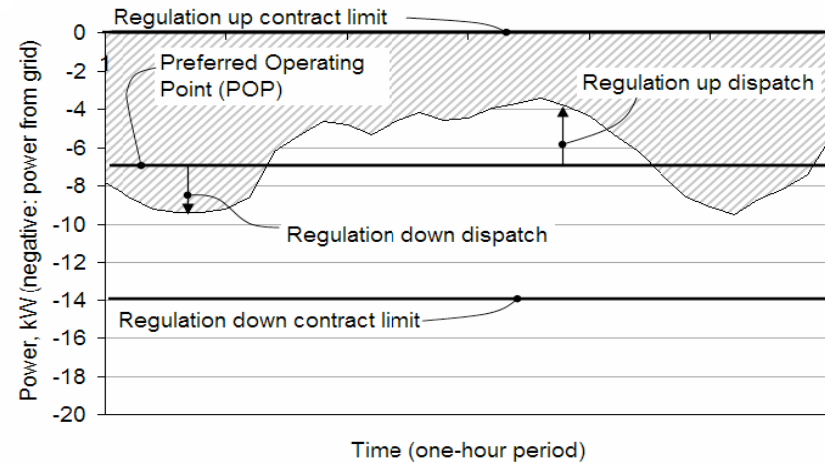 Regulation up contract limit
0
1
-2
-4
-6
-8
-10
-12
-14
-16
-18
-20
Power, kW (negative: power from grid)
Preferred Operating
Point (POP)
Regulation up dispatch
Regulation down dispatch
Regulation down contract limit
Time (one-hour period)